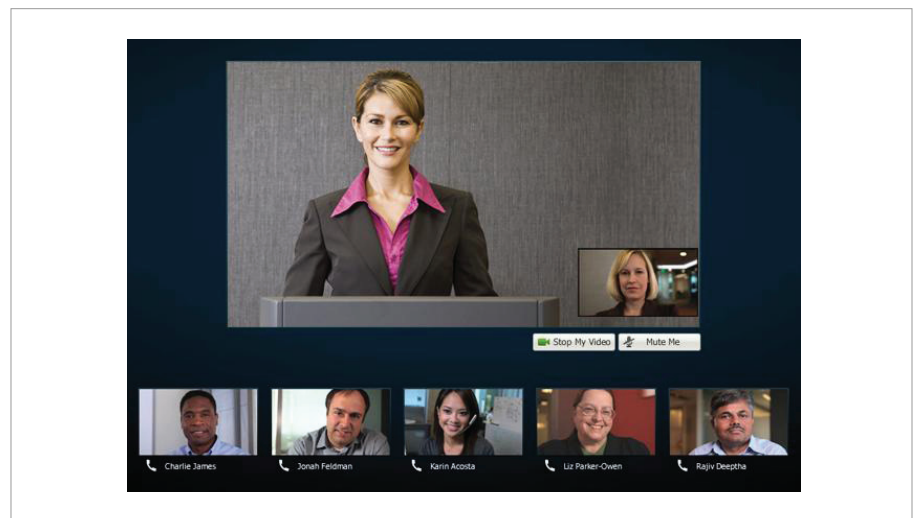 Stop My Video
Mute Me
Charlie James
Jonah Feldman
Karin Acosta
Liz Parker-Owen
Rajiv Deeptha